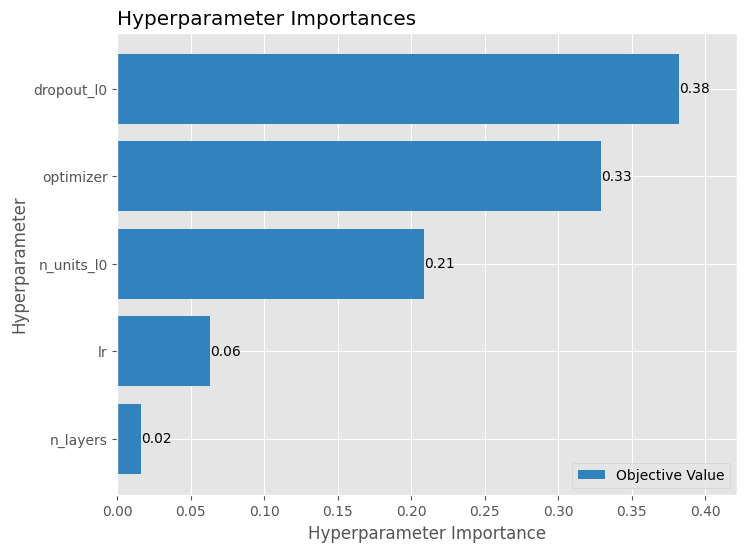 Hyperparameter Importances
Hyperparameter
dropout_l0
0.38
optimizer
0.33
n_units_l0
0.21
lr
0.06
n_layers
0.02
Objective Value
0.00 0.05 0.10 0.15 0.20 0.25 0.30 0.35 0.40
Hyperparameter Importance